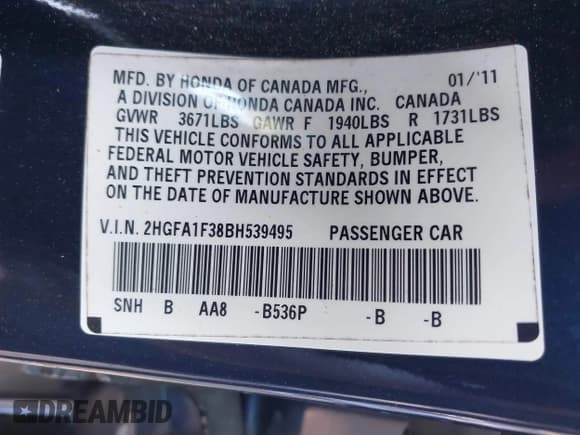 MFD. BY HONDA OF CANADA MFG., 01/'11
A DIVISION OF HONDA CANADA INC. CANADA
GVWR 3671LBS GAWR F 1940LBS R 1731LBS
THIS VEHICLE CONFORMS TO ALL APPLICABLE
FEDERAL MOTOR VEHICLE SAFETY, BUMPER,
AND THEFT PREVENTION STANDARDS IN EFFECT
ON THE DATE OF MANUFACTURE SHOWN ABOVE.
V.I.N. 2HGFA1F38BH539495 PASSENGER CAR
SNH B AA8 -B536P -B -B
DREAMBID